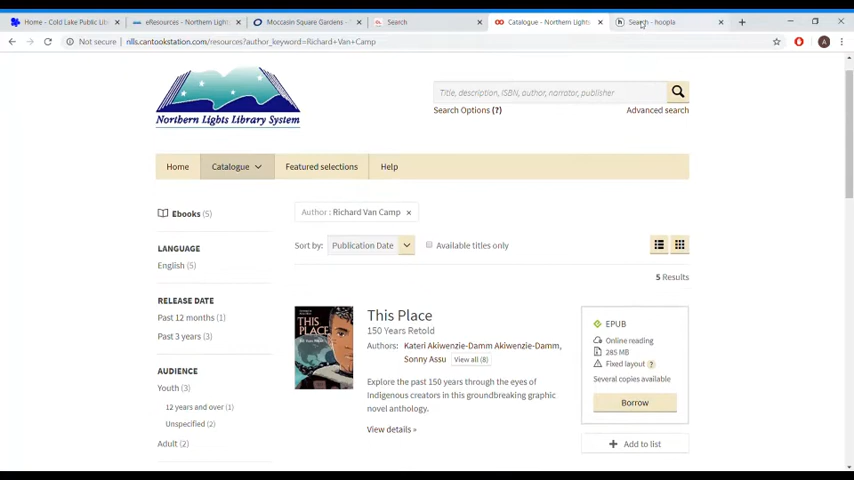 Home - Cold Lake Public Lib
eResources - Northern Lights
Moccasin Square Gardens -
Search
Catalogue - Northern Lights
Search - hoopla
Not secure
nlls.cantookstation.com/resources?author_keyword=Richard+Van+Camp
A
Northern Lights Library System
Title, description, ISBN, author, narrator, publisher
Search Options (?)
Advanced search
Home
Catalogue
Featured selections
Help
Ebooks (5)
Author : Richard Van Camp ×
LANGUAGE
English (5)
Sort by:
Publication Date
Available titles only
5 Results
RELEASE DATE
Past 12 months (1)
Past 3 years (3)
AUDIENCE
Youth (3)
12 years and over (1)
Unspecified (2)
Adult (2)
THIS
PLACE
This Place
150 Years Retold
Authors: Kateri Akiwenzie-Damm Akiwenzie-Damm,
Sonny Assu View all (8)
Explore the past 150 years through the eyes of
Indigenous creators in this groundbreaking graphic
novel anthology.
View details »
EPUB
Online reading
285 MB
Fixed layout ?
Several copies available
Borrow
+ Add to list